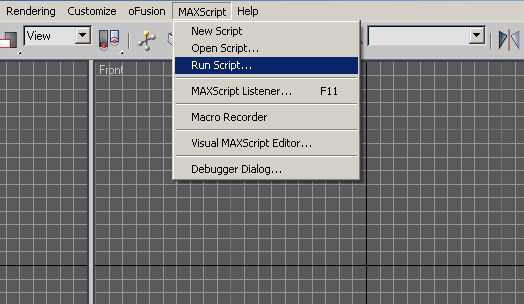 Rendering Customize oFusion MAXScript Help
View
New Script
Open Script...
Run Script...
MAXScript Listener... F11
Macro Recorder
Visual MAXScript Editor...
Debugger Dialog...
Front